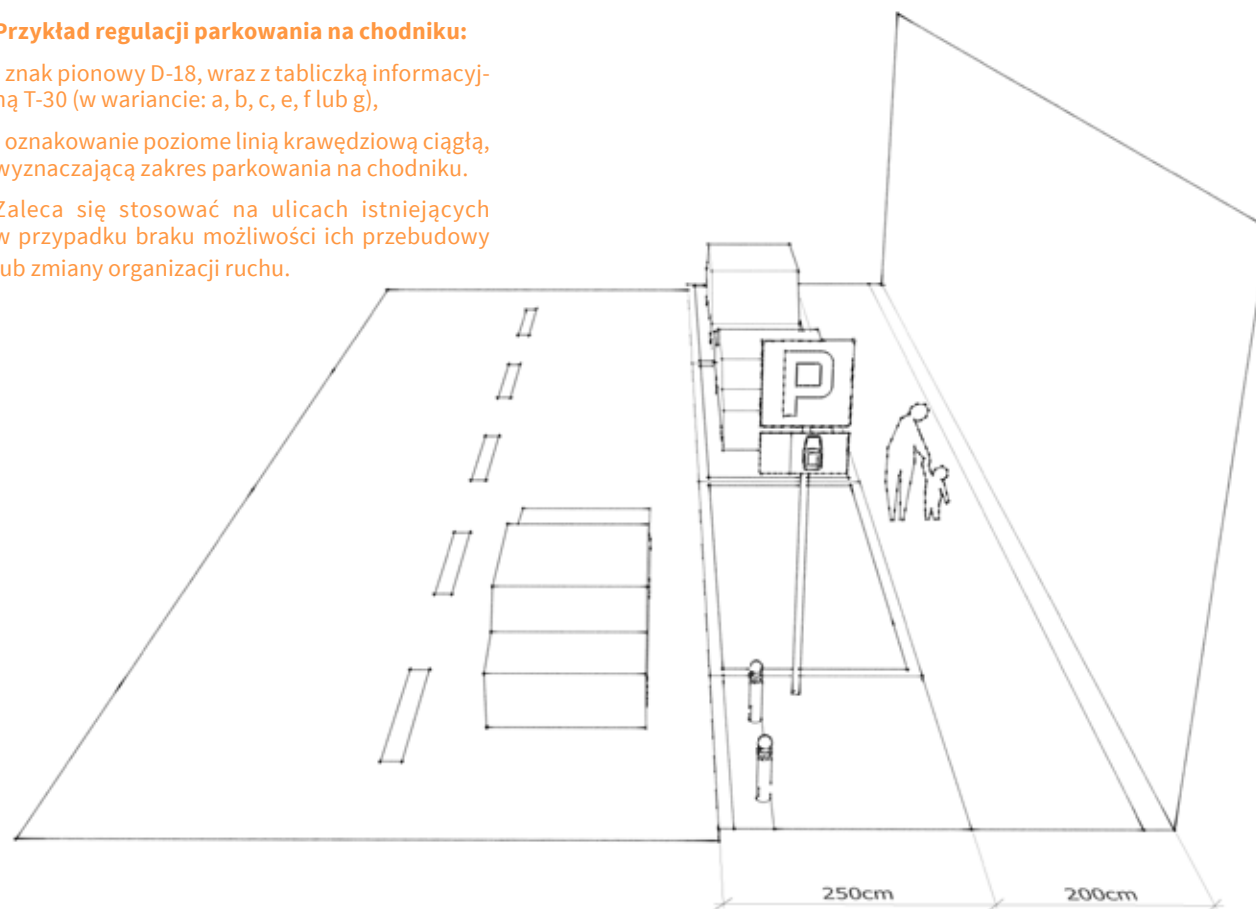 Przykład regulacji parkowania na chodniku:
znak pionowy D-18, wraz z tabliczką informacyj-
ną T-30 (w wariancie: a, b, c, e, f lub g),
oznakowanie poziome linią krawędziową ciągłą,
wyznaczającą zakres parkowania na chodniku.
Zaleca się stosować na ulicach istniejących
w przypadku braku możliwości ich przebudowy
lub zmiany organizacji ruchu.
P
250cm
200cm